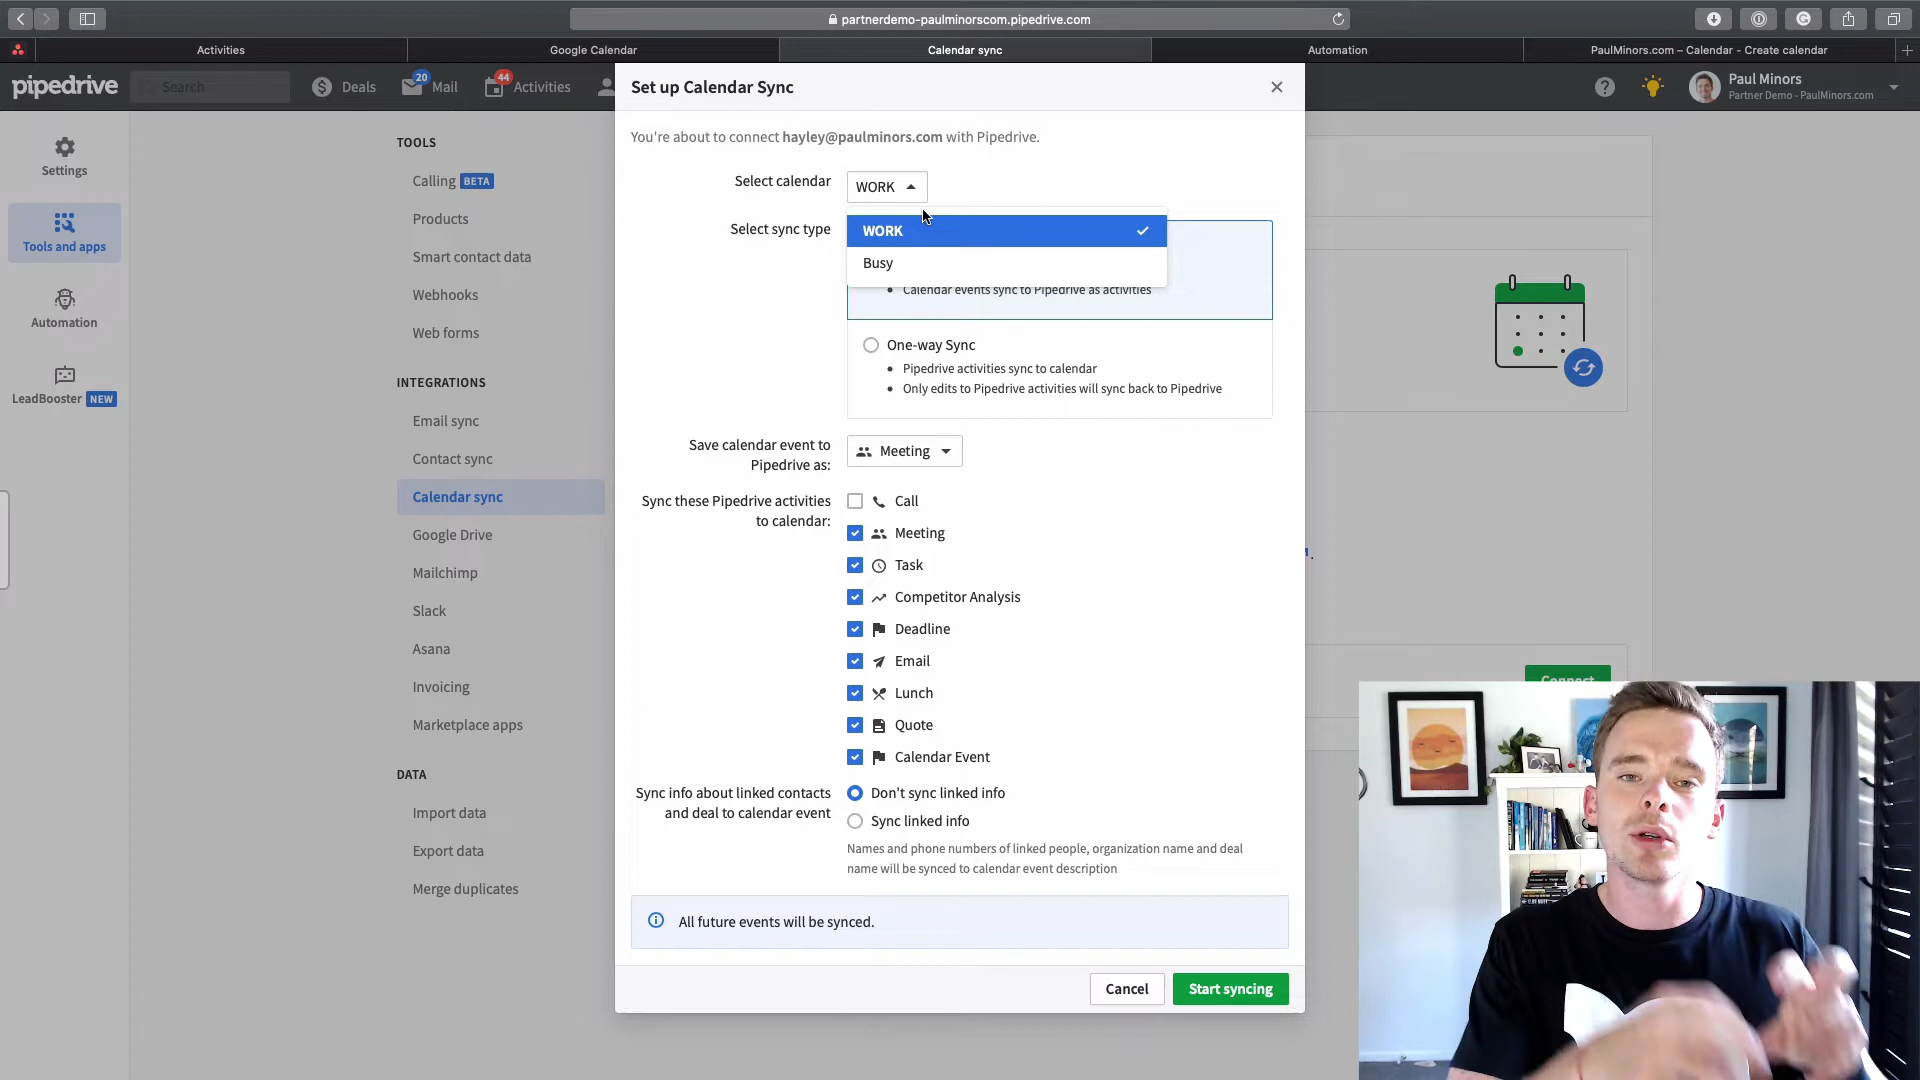 partnerdemo-paulminorscom.pipedrive.com
Activities
Google Calendar
Calendar sync
Automation
PaulMinors.com – Calendar - Create calendar
pipedrive
Search
Deals
20
Mail
44
Activities
Paul Minors
Partner Demo - PaulMinors.com
Settings
Tools and apps
Automation
LeadBooster NEW
TOOLS
Calling BETA
Products
Smart contact data
Webhooks
Web forms
INTEGRATIONS
Email sync
Contact sync
Calendar sync
Google Drive
Mailchimp
Slack
Asana
Invoicing
Marketplace apps
DATA
Import data
Export data
Merge duplicates
Set up Calendar Sync
You're about to connect hayley@paulminors.com with Pipedrive.
Select calendar
WORK
Select sync type
WORK
Busy
Calendar events sync to Pipedrive as activities
One-way Sync
Pipedrive activities sync to calendar
Only edits to Pipedrive activities will sync back to Pipedrive
Save calendar event to
Pipedrive as:
Meeting
Sync these Pipedrive activities
to calendar:
Call
Meeting
Task
Competitor Analysis
Deadline
Email
Lunch
Quote
Calendar Event
Sync info about linked contacts
and deal to calendar event
Don't sync linked info
Sync linked info
Names and phone numbers of linked people, organization name and deal
name will be synced to calendar event description
All future events will be synced.
Cancel
Start syncing
Connect